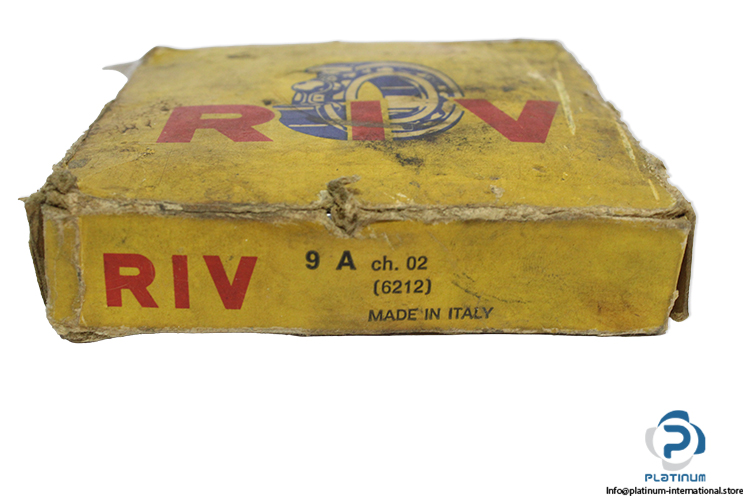 RIV
RIV
9 A ch. 02
(6212)
MADE IN ITALY
PLATINUM
Info@platinum-international.store